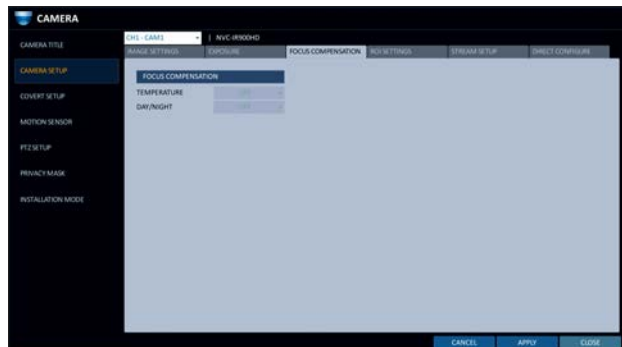 CAMERA
CAMERA TITLE
CAMERA SETUP
COVERT SETUP
MOTION SENSOR
PTZ SETUP
PRIVACY MASK
INSTALLATION MODE
CH1 - CAM1 | NVC-IR900HD
IMAGE SETTINGS EXPOSURE FOCUS COMPENSATION ROI SETTINGS STREAM SETUP DIRECT CONFIGURE
FOCUS COMPENSATION
TEMPERATURE
DAY/NIGHT
CANCEL APPLY CLOSE